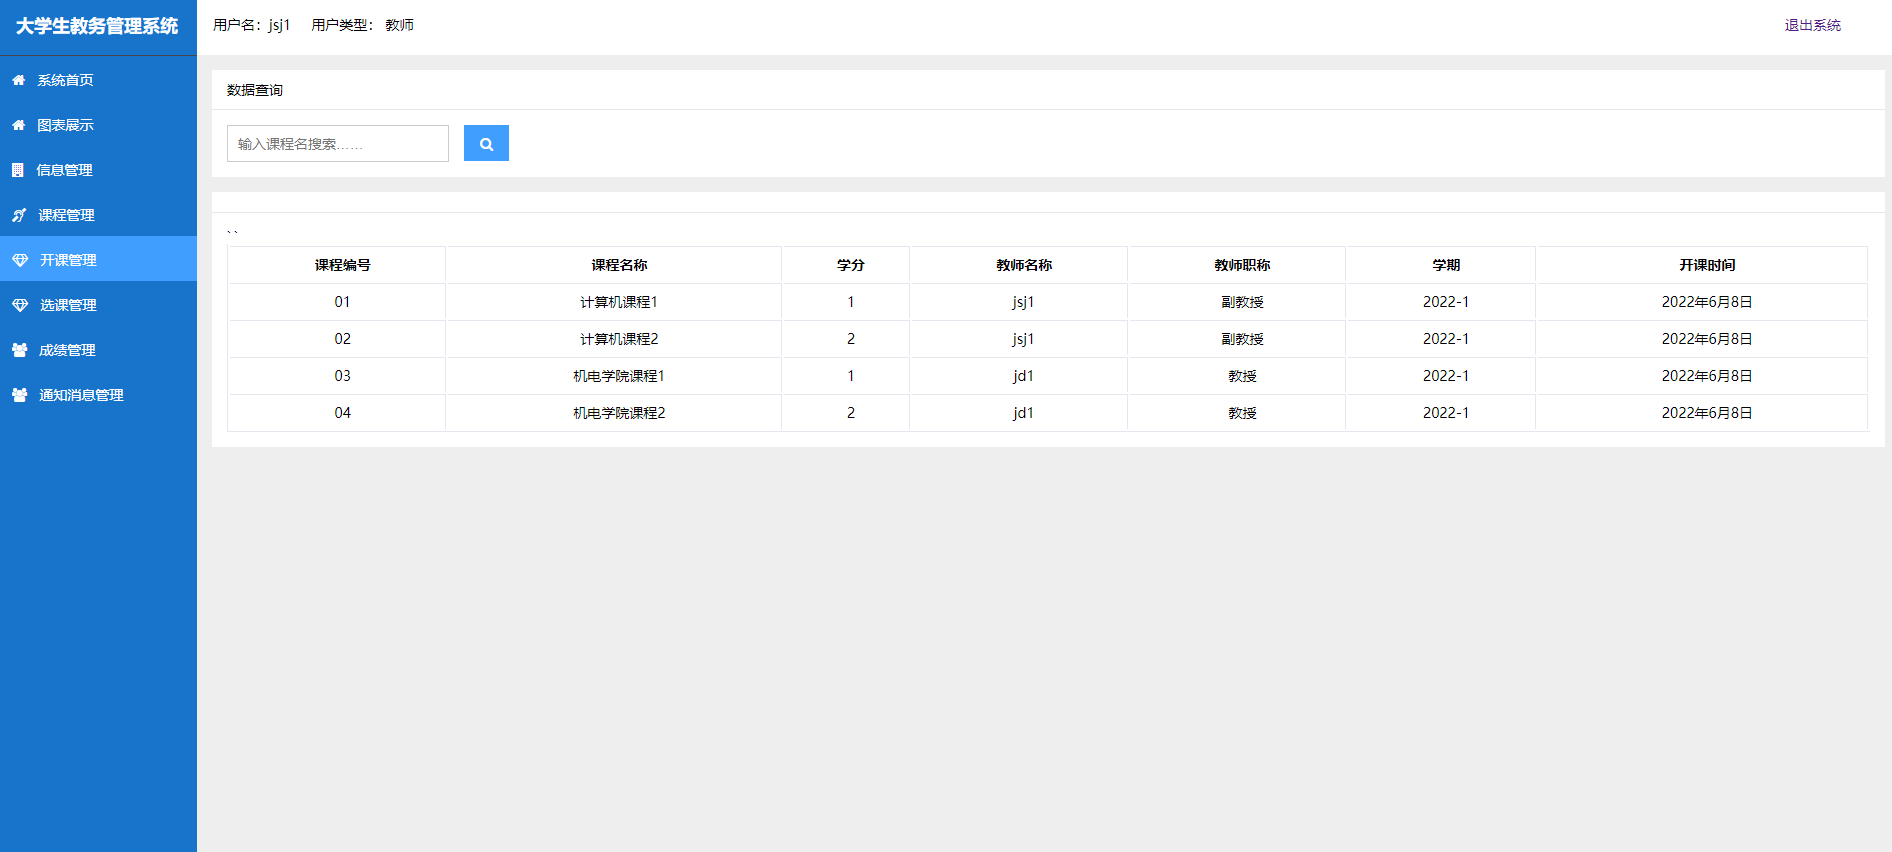 大学生教务管理系统
用户名：jsj1 用户类型： 教师
退出系统
系统首页
图表展示
信息管理
课程管理
开课管理
选课管理
成绩管理
通知消息管理
数据查询
输入课程名搜索……
``
课程编号 课程名称 学分 教师名称 教师职称 学期 开课时间
01 计算机课程1 1 jsj1 副教授 2022-1 2022年6月8日
02 计算机课程2 2 jsj1 副教授 2022-1 2022年6月8日
03 机电学院课程1 1 jd1 教授 2022-1 2022年6月8日
04 机电学院课程2 2 jd1 教授 2022-1 2022年6月8日